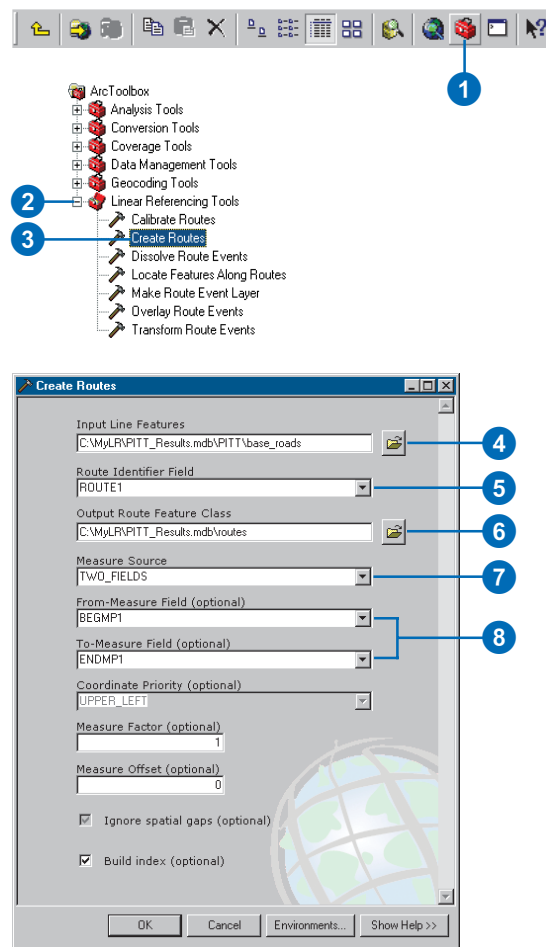 1
ArcToolbox
Analysis Tools
Conversion Tools
Coverage Tools
Data Management Tools
Geocoding Tools
2 Linear Referencing Tools
Calibrate Routes
3 Create Routes
Dissolve Route Events
Locate Features Along Routes
Make Route Event Layer
Overlay Route Events
Transform Route Events
Create Routes
Input Line Features
C:\MyLR\PITT_Results.mdb\PITT\base_roads 4
Route Identifier Field
ROUTE1 5
Output Route Feature Class
C:\MyLR\PITT_Results.mdb\routes 6
Measure Source
TWO_FIELDS 7
From-Measure Field (optional)
BEGMP1
8
To-Measure Field (optional)
ENDMP1
Coordinate Priority (optional)
UPPER_LEFT
Measure Factor (optional)
1
Measure Offset (optional)
0
Ignore spatial gaps (optional)
Build index (optional)
OK Cancel Environments... Show Help >>